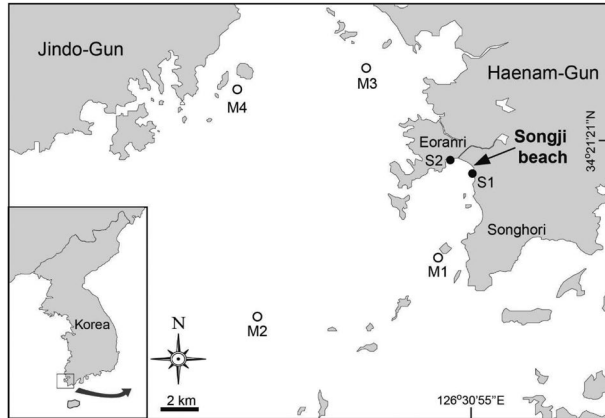 Jindo-Gun
Haenam-Gun
M3
M4
34°21'21"N
Eoranri
Songji
beach
S2
S1
Songhori
M1
Korea
M2
N
2 km
126°30'55"E